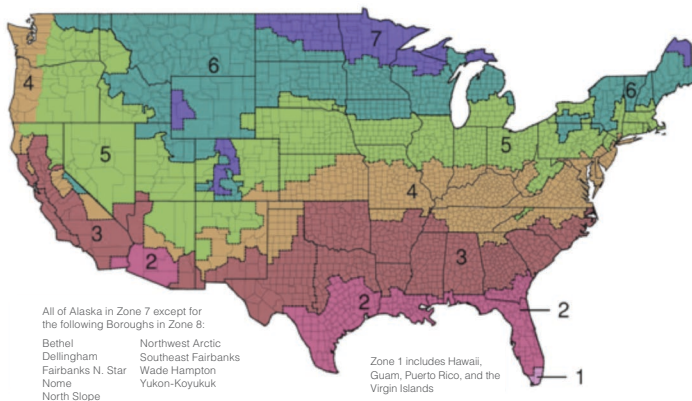 7
6
6
4
5
5
4
3
3
2
2
2
1
All of Alaska in Zone 7 except for
the following Boroughs in Zone 8:
Bethel
Dellingham
Fairbanks N. Star
Nome
North Slope
Northwest Arctic
Southeast Fairbanks
Wade Hampton
Yukon-Koyukuk
Zone 1 includes Hawaii,
Guam, Puerto Rico, and the
Virgin Islands